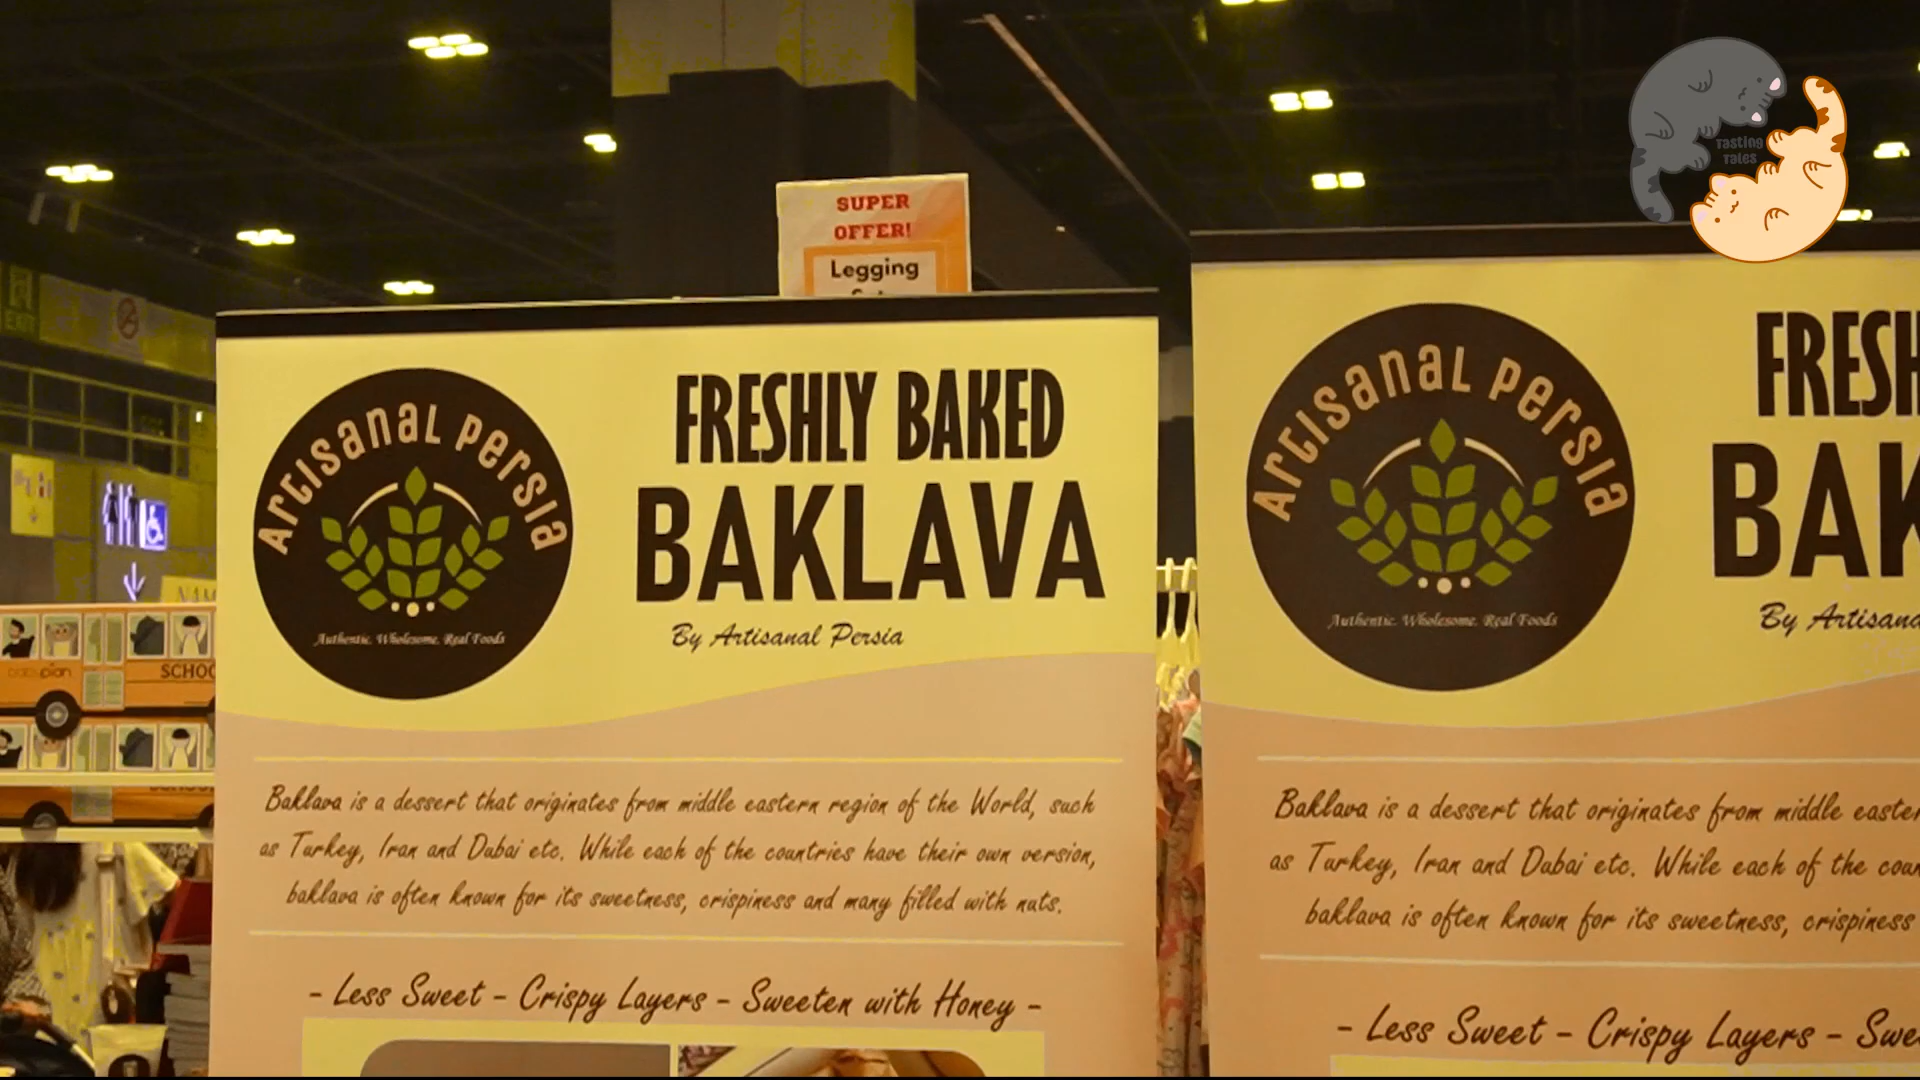 Tasting
Tales
SUPER
OFFER!
Legging
EXIT
SCHOO
Artisanal Persia
Authentic. Wholesome. Real Foods
FRESHLY BAKED
BAKLAVA
By Artisanal Persia
Baklava is a dessert that originates from middle eastern region of the World, such
as Turkey, Iran and Dubai etc. While each of the countries have their own version,
baklava is often known for its sweetness, crispiness and many filled with nuts.
- Less Sweet - Crispy Layers - Sweeten with Honey -
Artisanal Persia
Authentic. Wholesome. Real Foods
FRESH
BAK
By Artisana
Baklava is a dessert that originates from middle easter
as Turkey, Iran and Dubai etc. While each of the cou
baklava is often known for its sweetness, crispiness
- Less Sweet - Crispy Layers - Swe